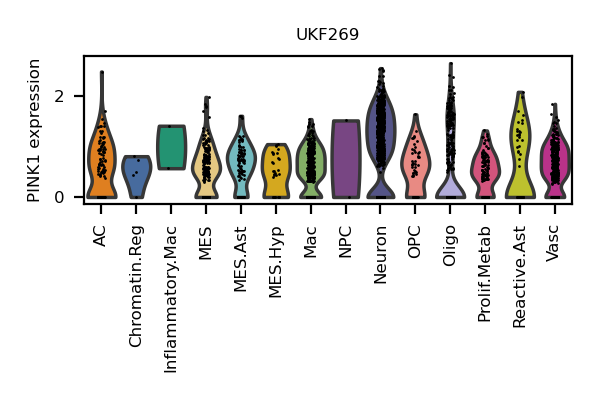 UKF269
PINK1 expression
2
0
AC
Chromatin.Reg
Inflammatory.Mac
MES
MES.Ast
MES.Hyp
Mac
NPC
Neuron
OPC
Oligo
Prolif.Metab
Reactive.Ast
Vasc